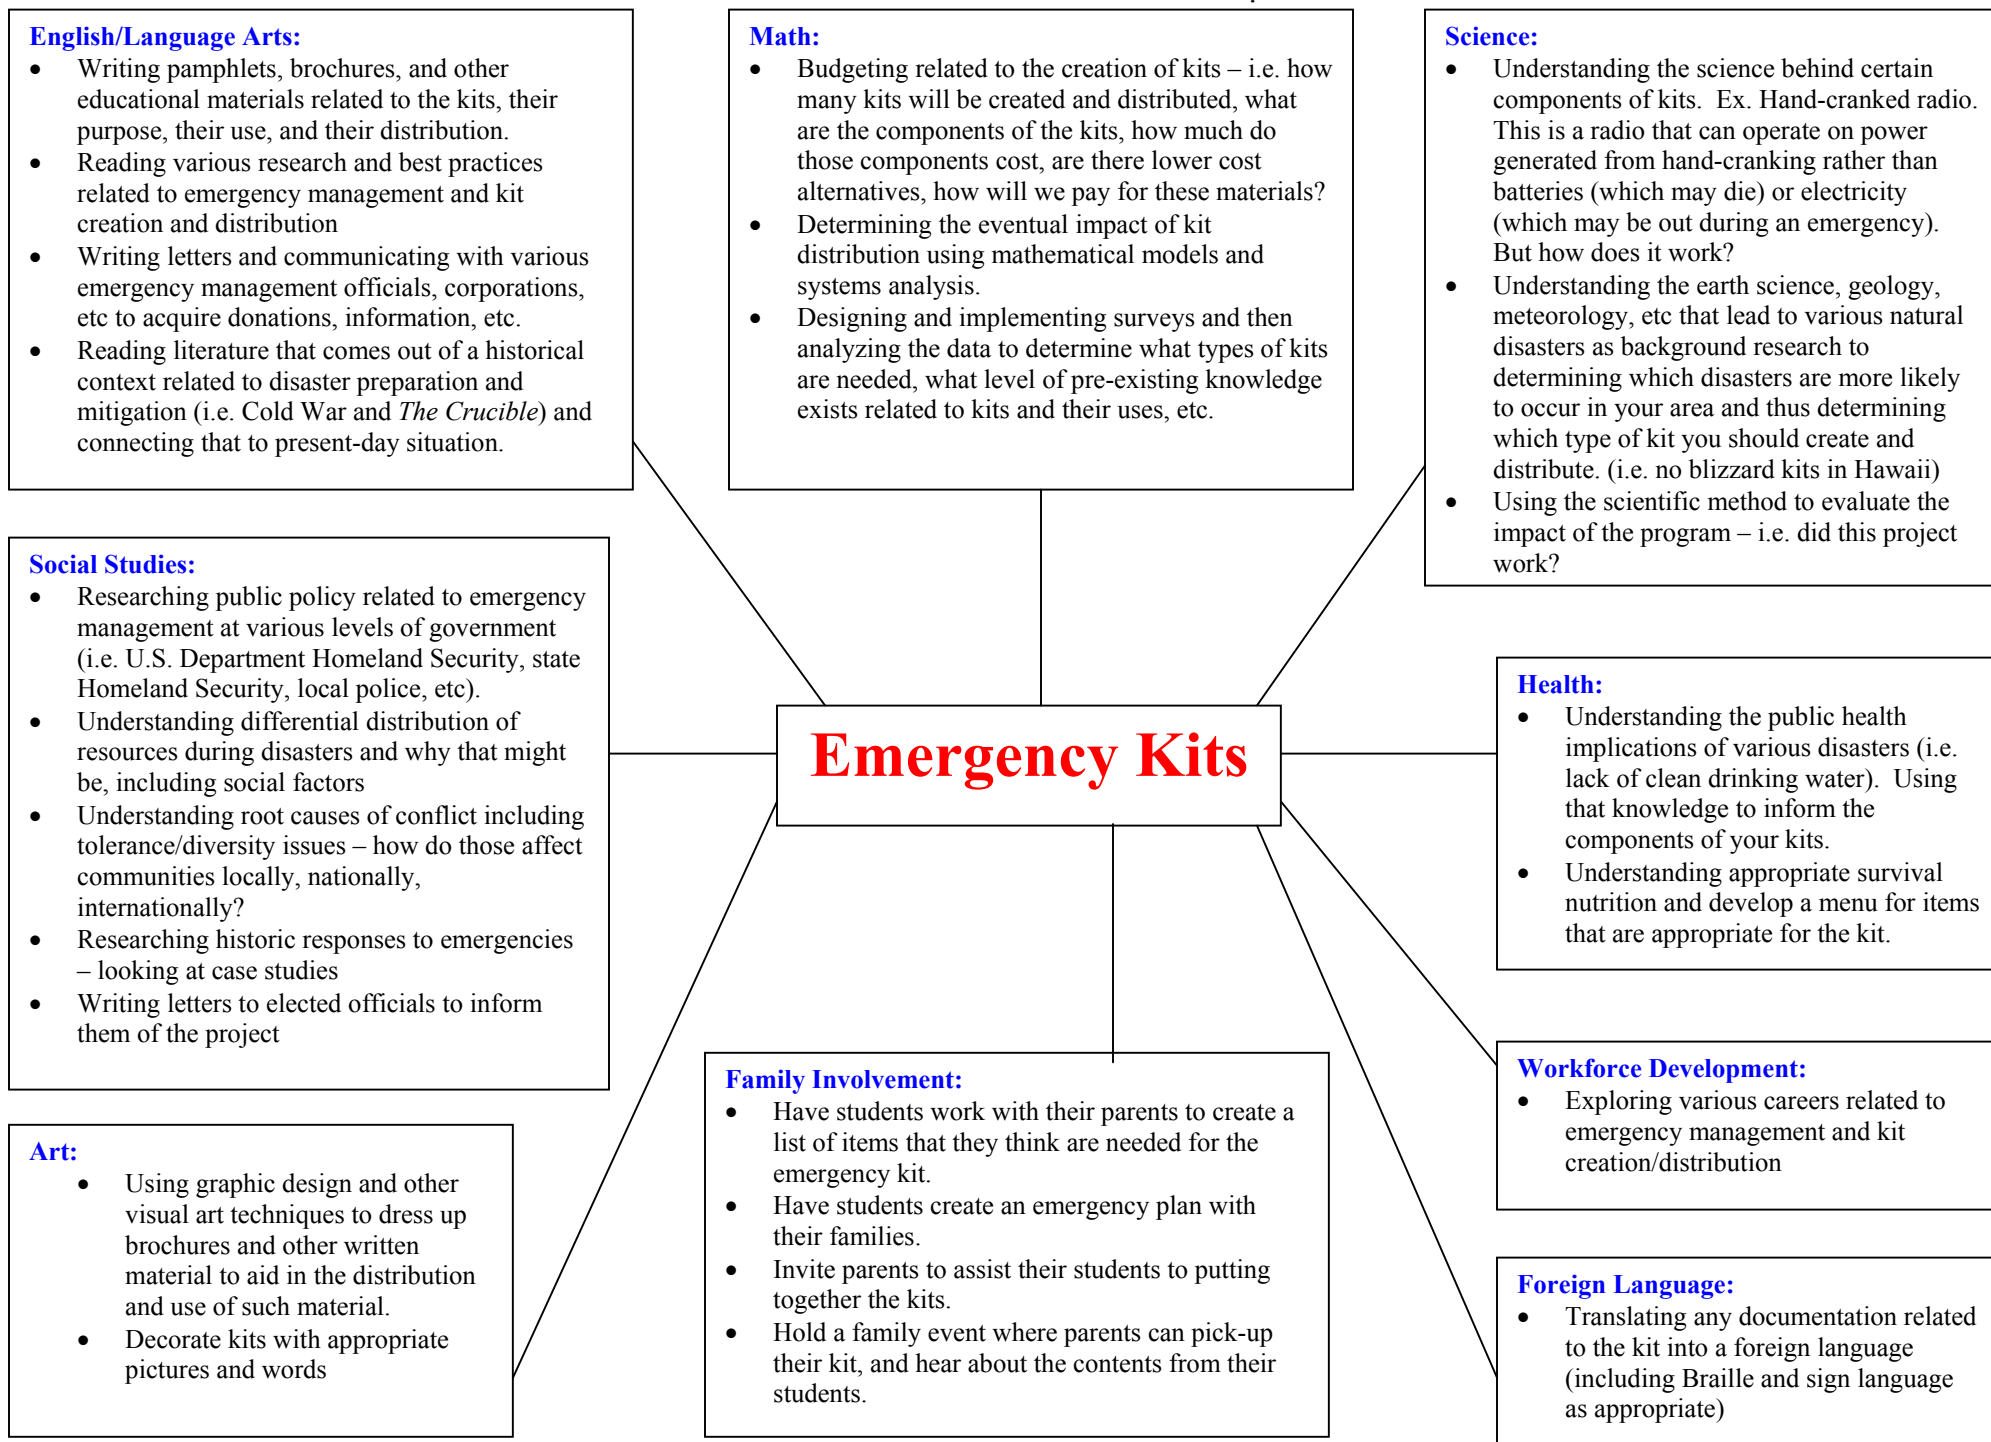 English/Language Arts:
• Writing pamphlets, brochures, and other
educational materials related to the kits, their
purpose, their use, and their distribution.
• Reading various research and best practices
related to emergency management and kit
creation and distribution
• Writing letters and communicating with various
emergency management officials, corporations,
etc to acquire donations, information, etc.
• Reading literature that comes out of a historical
context related to disaster preparation and
mitigation (i.e. Cold War and The Crucible) and
connecting that to present-day situation.
Math:
• Budgeting related to the creation of kits – i.e. how
many kits will be created and distributed, what
are the components of the kits, how much do
those components cost, are there lower cost
alternatives, how will we pay for these materials?
• Determining the eventual impact of kit
distribution using mathematical models and
systems analysis.
• Designing and implementing surveys and then
analyzing the data to determine what types of kits
are needed, what level of pre-existing knowledge
exists related to kits and their uses, etc.
Science:
• Understanding the science behind certain
components of kits. Ex. Hand-cranked radio.
This is a radio that can operate on power
generated from hand-cranking rather than
batteries (which may die) or electricity
(which may be out during an emergency).
But how does it work?
• Understanding the earth science, geology,
meteorology, etc that lead to various natural
disasters as background research to
determining which disasters are more likely
to occur in your area and thus determining
which type of kit you should create and
distribute. (i.e. no blizzard kits in Hawaii)
• Using the scientific method to evaluate the
impact of the program – i.e. did this project
work?
Social Studies:
• Researching public policy related to emergency
management at various levels of government
(i.e. U.S. Department Homeland Security, state
Homeland Security, local police, etc).
• Understanding differential distribution of
resources during disasters and why that might
be, including social factors
• Understanding root causes of conflict including
tolerance/diversity issues – how do those affect
communities locally, nationally,
internationally?
• Researching historic responses to emergencies
– looking at case studies
• Writing letters to elected officials to inform
them of the project
Emergency Kits
Health:
• Understanding the public health
implications of various disasters (i.e.
lack of clean drinking water). Using
that knowledge to inform the
components of your kits.
• Understanding appropriate survival
nutrition and develop a menu for items
that are appropriate for the kit.
Art:
• Using graphic design and other
visual art techniques to dress up
brochures and other written
material to aid in the distribution
and use of such material.
• Decorate kits with appropriate
pictures and words
Family Involvement:
• Have students work with their parents to create a
list of items that they think are needed for the
emergency kit.
• Have students create an emergency plan with
their families.
• Invite parents to assist their students to putting
together the kits.
• Hold a family event where parents can pick-up
their kit, and hear about the contents from their
students.
Workforce Development:
• Exploring various careers related to
emergency management and kit
creation/distribution
Foreign Language:
• Translating any documentation related
to the kit into a foreign language
(including Braille and sign language
as appropriate)